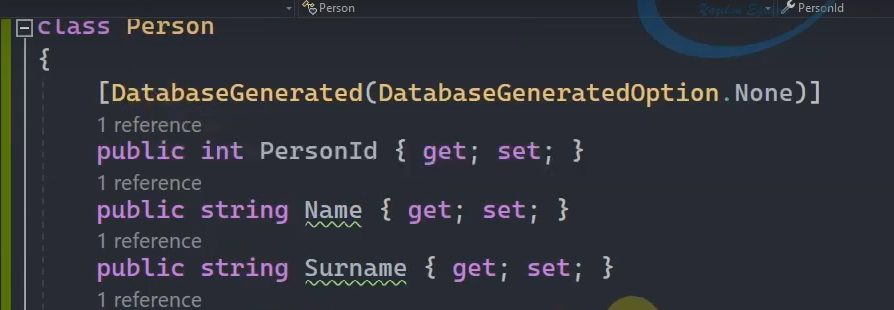 Person PersonId
class Person
{
[DatabaseGenerated(DatabaseGeneratedOption.None)]
1 reference
public int PersonId { get; set; }
1 reference
public string Name { get; set; }
1 reference
public string Surname { get; set; }
1 reference